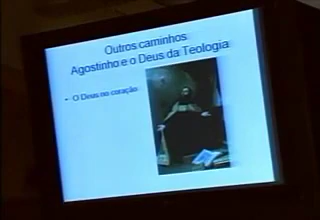 Outros caminhos
Agostinho e o Deus da Teologia
• O Deus no coração